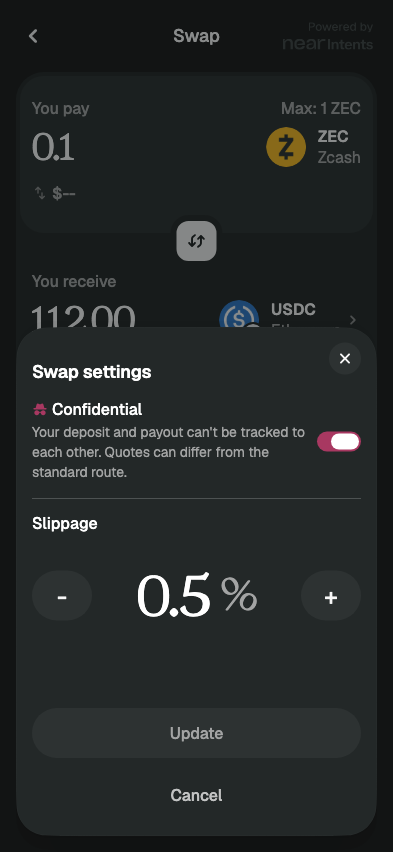 Swap
Powered by
near Intents
You pay
Max: 1 ZEC
0.1
ZEC
Zcash
$--
You receive
112.00
USDC
Swap settings
Confidential
Your deposit and payout can't be tracked to
each other. Quotes can differ from the
standard route.
Slippage
- 0.5 % +
Update
Cancel